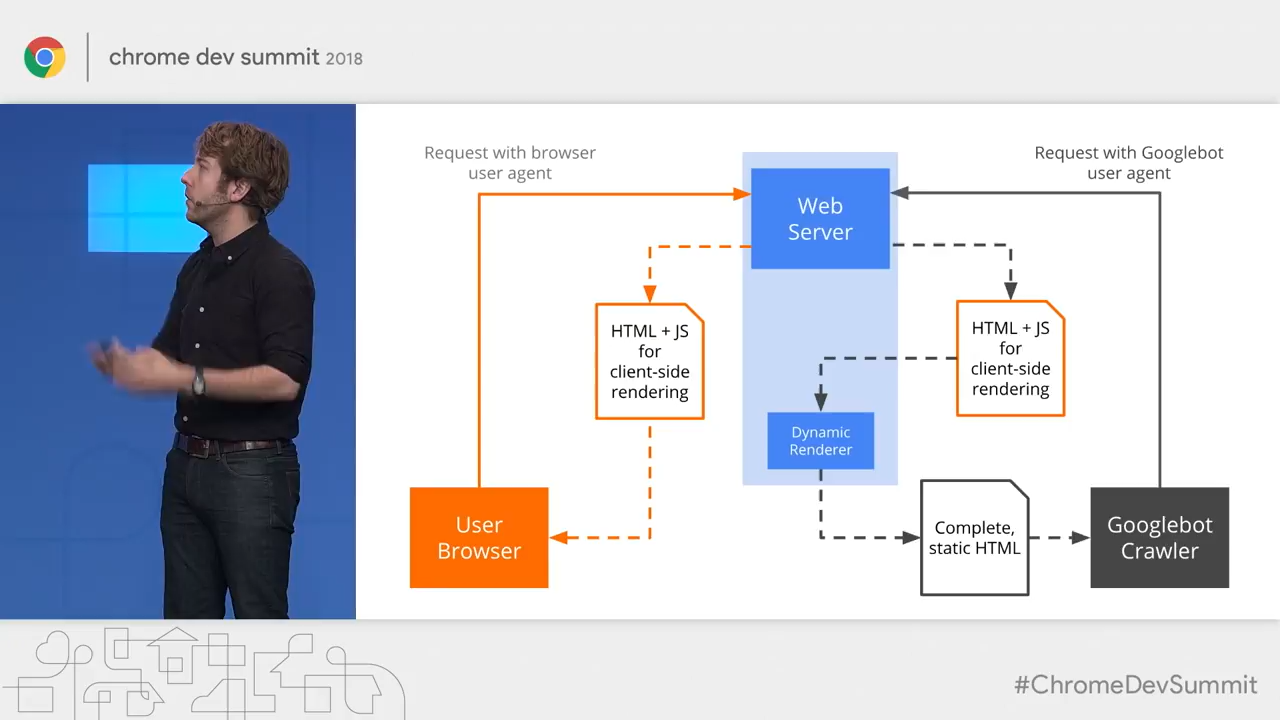 chrome dev summit 2018
Request with browser
user agent
Request with Googlebot
user agent
Web
Server
HTML + JS
for
client-side
rendering
HTML + JS
for
client-side
rendering
Dynamic
Renderer
User
Browser
Complete,
static HTML
Googlebot
Crawler
#ChromeDevSummit